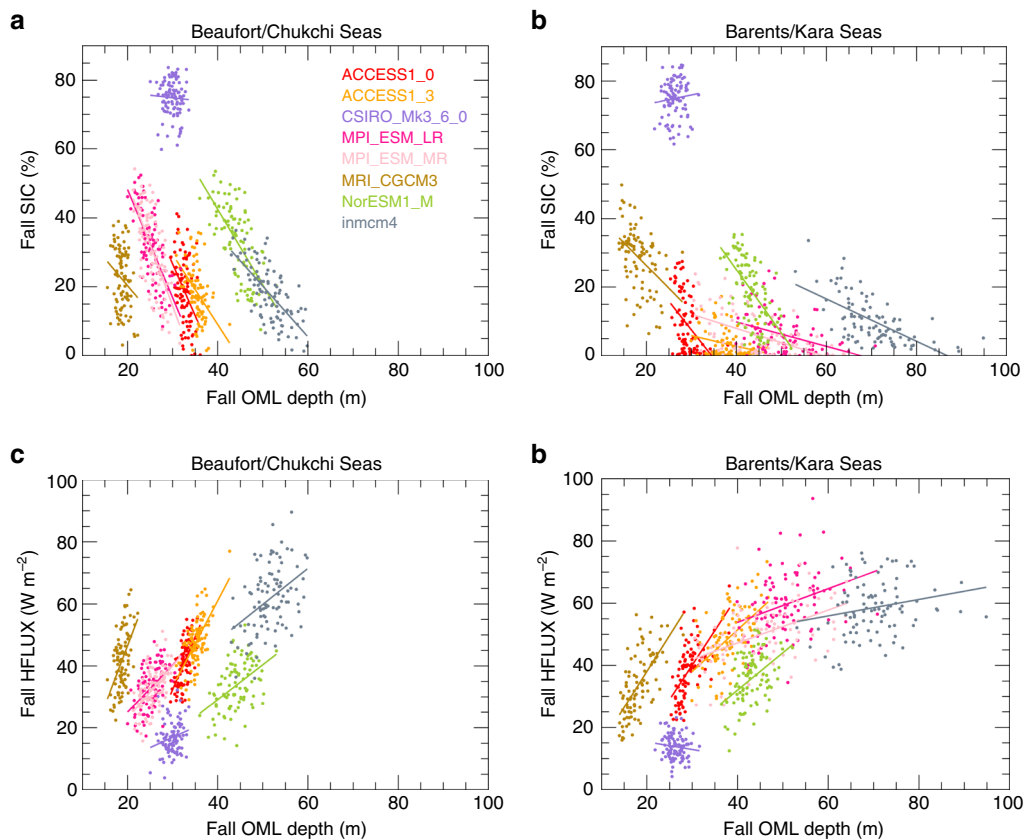 a
Beaufort/Chukchi Seas
80
60
40
20
0
Fall SIC (%)
ACCESS1_0
ACCESS1_3
CSIRO_Mk3_6_0
MPI_ESM_LR
MPI_ESM_MR
MRI_CGCM3
NorESM1_M
inmcm4
20 40 60 80 100
Fall OML depth (m)
b
Barents/Kara Seas
80
60
40
20
0
Fall SIC (%)
20 40 60 80 100
Fall OML depth (m)
c
Beaufort/Chukchi Seas
100
80
60
40
20
0
Fall HFLUX (W m−2)
20 40 60 80 100
Fall OML depth (m)
b
Barents/Kara Seas
100
80
60
40
20
0
Fall HFLUX (W m−2)
20 40 60 80 100
Fall OML depth (m)